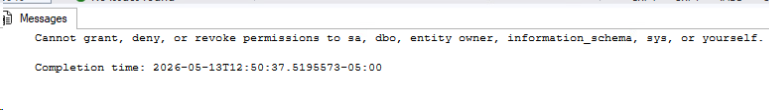 Messages
Cannot grant, deny, or revoke permissions to sa, dbo, entity owner, information_schema, sys, or yourself.
Completion time: 2026-05-13T12:50:37.5195573-05:00